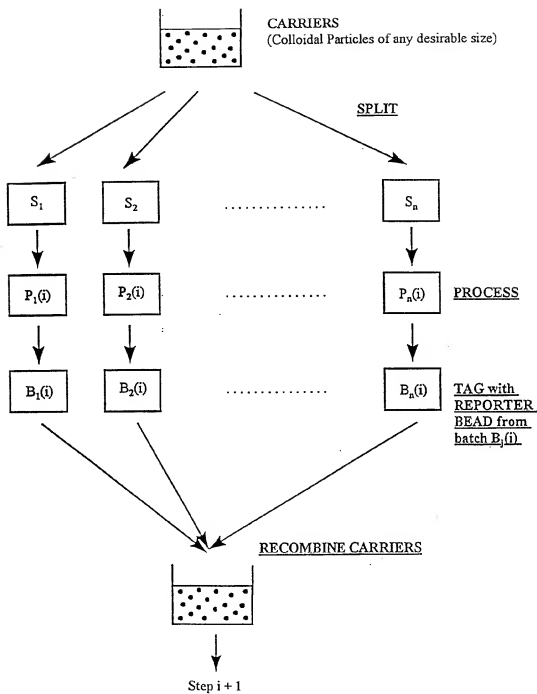 CARRIERS
(Colloidal Particles of any desirable size)
SPLIT
S₁ S₂ .............. Sₙ
P₁(i) P₂(i) .............. Pₙ(i) PROCESS
B₁(i) B₂(i) .............. Bₙ(i) TAG with
REPORTER
BEAD from
batch Bⱼ(i)
RECOMBINE CARRIERS
Step i + 1